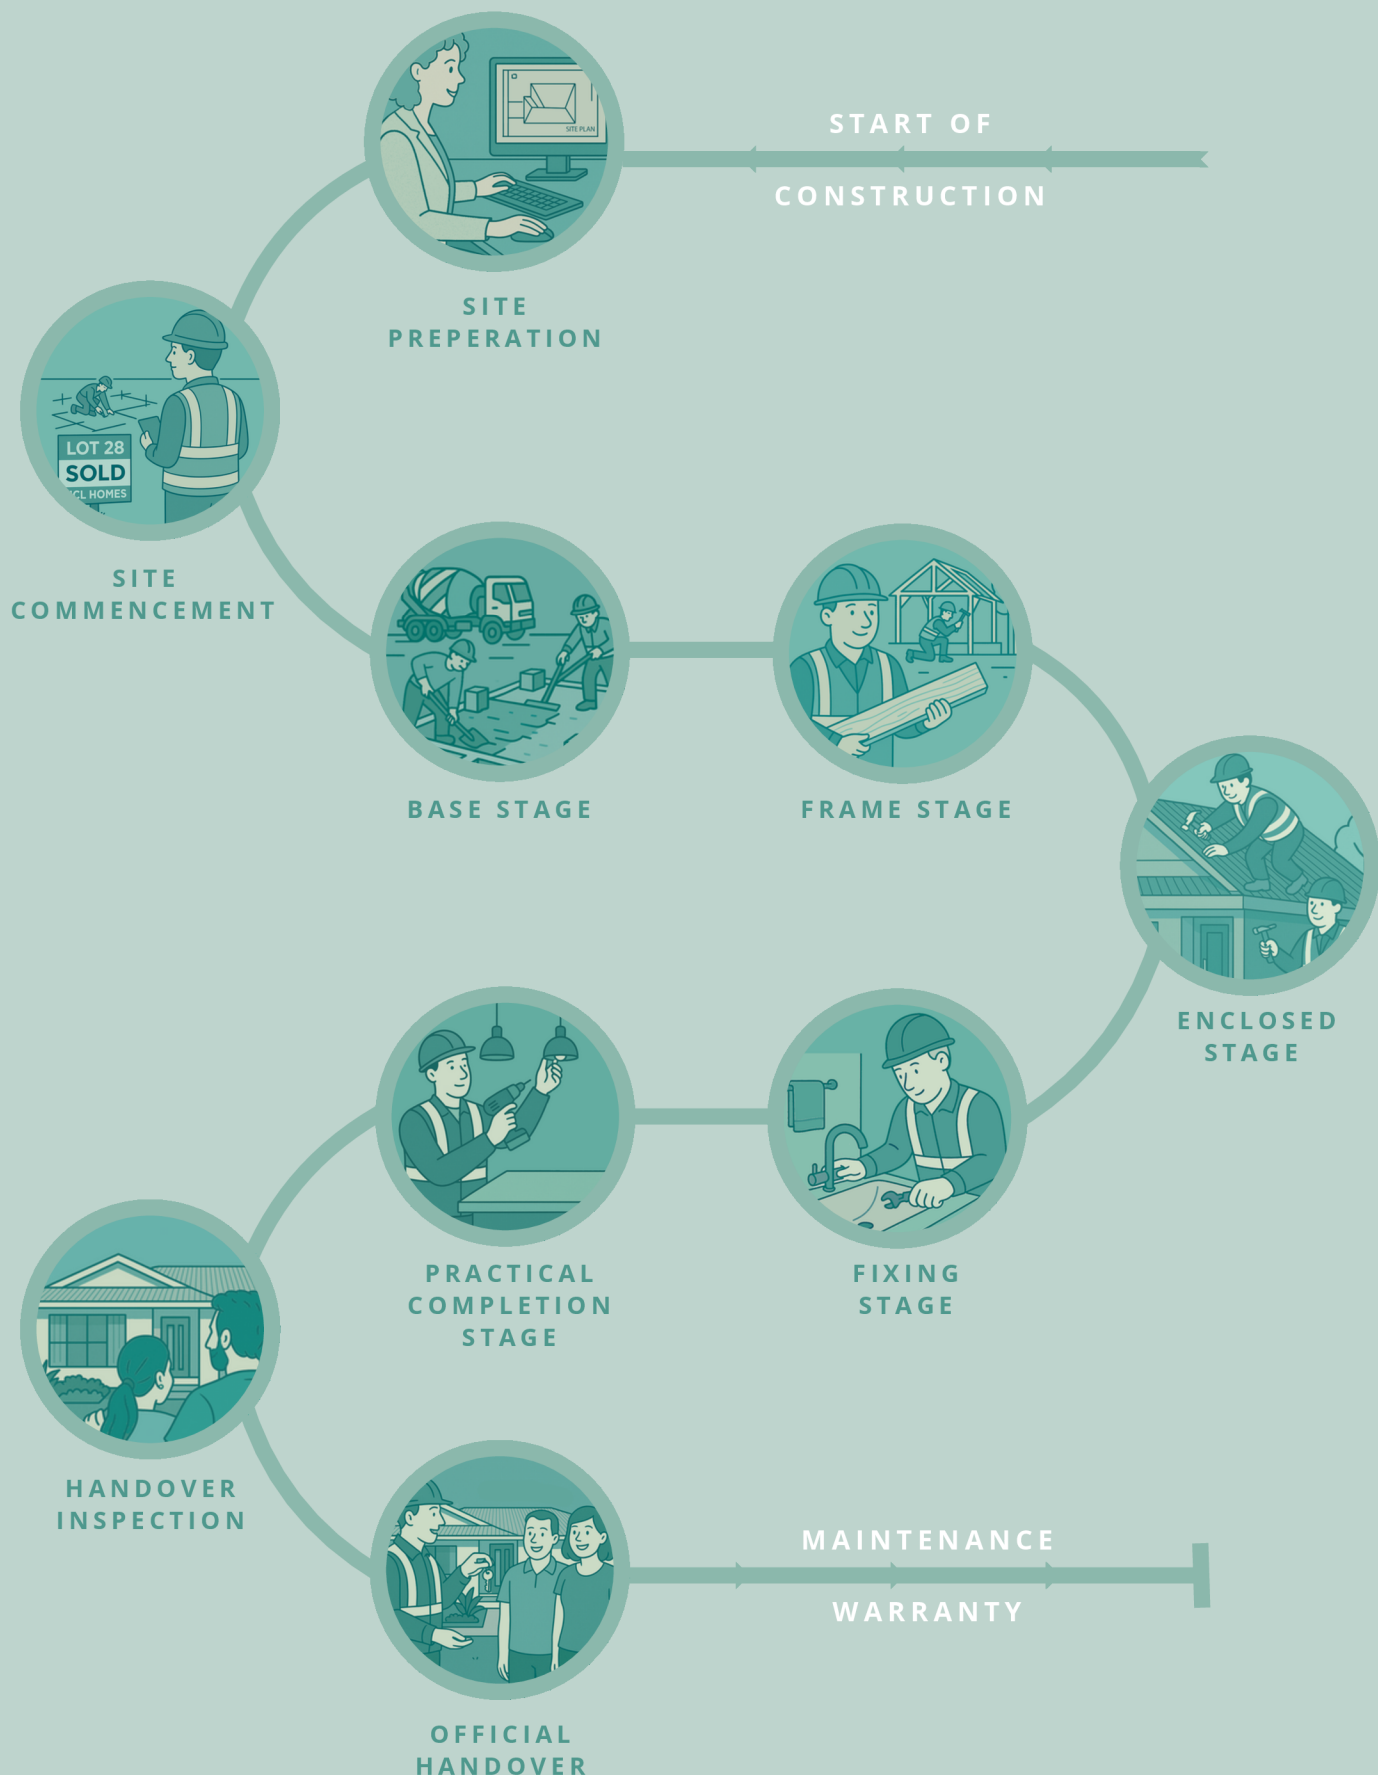 START OF
CONSTRUCTION
SITE PLAN
SITE
PREPERATION
LOT 28
SOLD
CL HOMES
SITE
COMMENCEMENT
BASE STAGE
FRAME STAGE
ENCLOSED
STAGE
FIXING
STAGE
PRACTICAL
COMPLETION
STAGE
HANDOVER
INSPECTION
MAINTENANCE
WARRANTY
OFFICIAL
HANDOVER